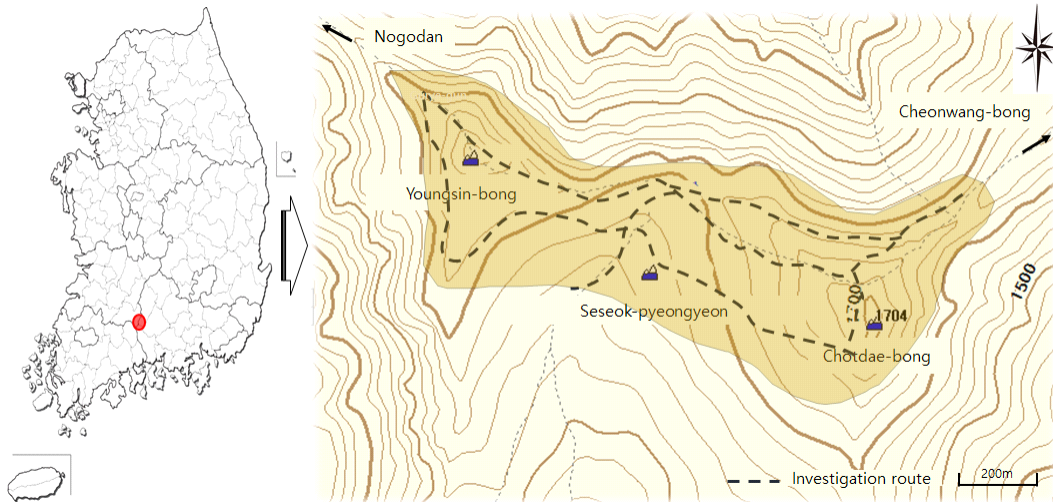 Nogodan
Cheonwang-bong
Youngsin-bong
1500
Seseok-pyeongyeon
1700
1704
Chotdae-bong
Investigation route
200m